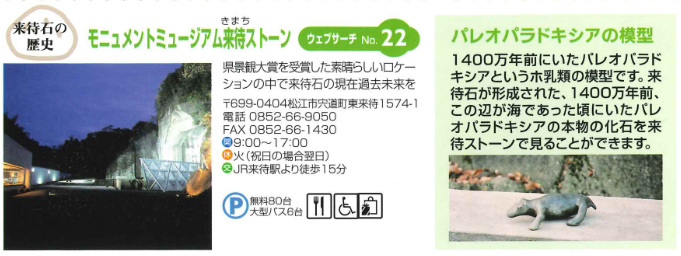 来待石の
歴史
きまち
モニュメントミュージアム来待ストーン
ウェブサーチ No.22
県景観大賞を受賞した素晴らしいロケー
ションの中で来待石の現在過去未来を
〒699-0404松江市宍道町東来待1574-1
電話 0852-66-9050
FAX 0852-66-1430
開9:00〜17:00
休火(祝日の場合翌日)
交JR来待駅より徒歩15分
P 無料80台
大型バス6台
パレオパラドキシアの模型
1400万年前にいたパレオパラド
キシアというホ乳類の模型です。来
待石が形成された、1400万年前、
この辺が海であった頃にいたパレ
オパラドキシアの本物の化石を来
待ストーンで見ることができます。